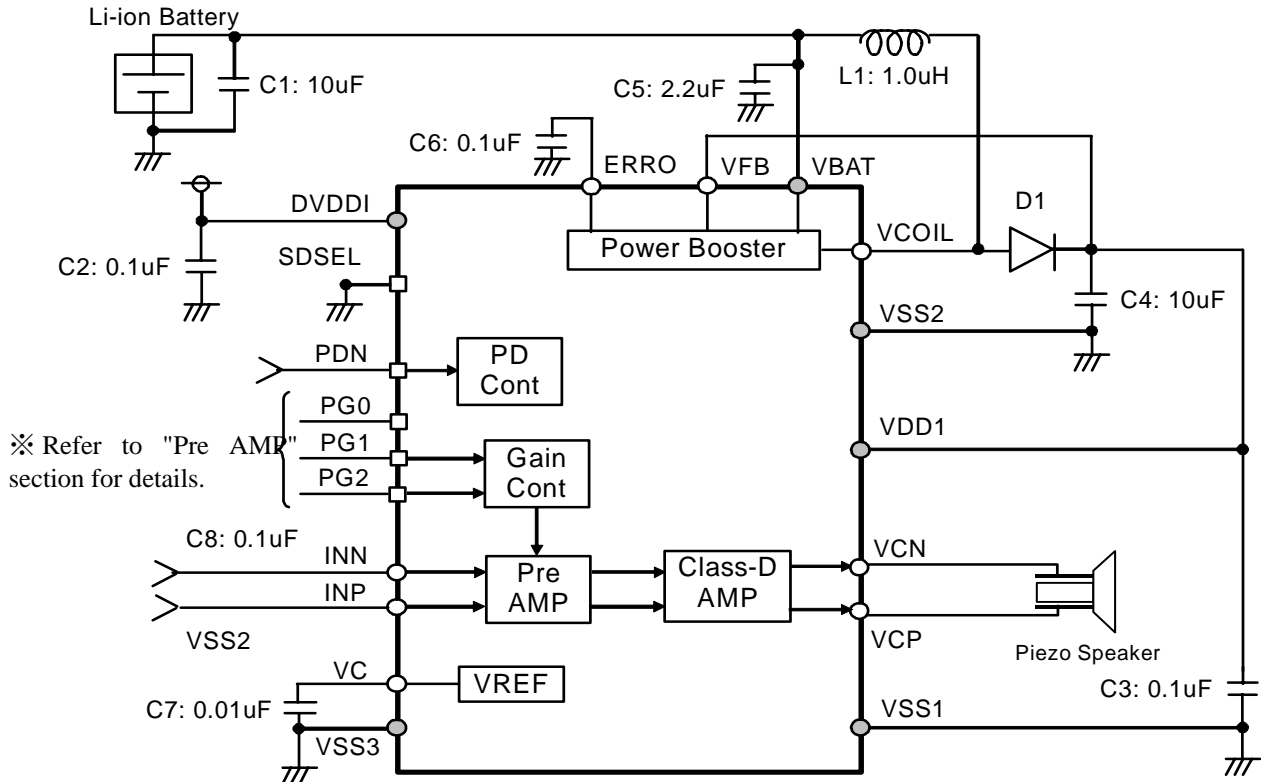 Li-ion Battery
C1: 10uF
C5: 2.2uF
L1: 1.0uH
C6: 0.1uF
ERRO
VFB
VBAT
DVDDI
D1
Power Booster
VCOIL
C2: 0.1uF
SDSEL
C4: 10uF
VSS2
PDN
PD
Cont
PG0
VDD1
※ Refer to "Pre AMP"
section for details.
PG1
PG2
Gain
Cont
C8: 0.1uF
INN
INP
Pre
AMP
Class-D
AMP
VCN
VCP
VSS2
Piezo Speaker
VC
VREF
C3: 0.1uF
C7: 0.01uF
VSS3
VSS1